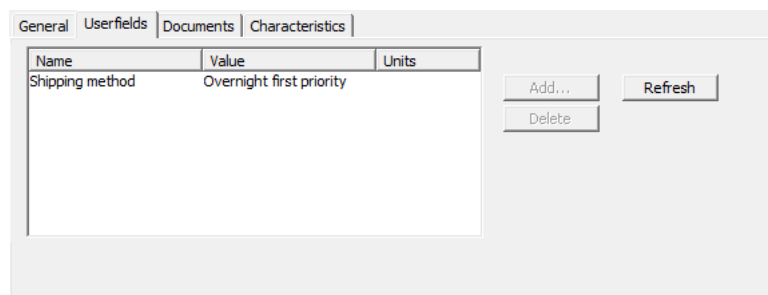 General Userfields Documents Characteristics
Name Value Units
Shipping method Overnight first priority
Add... Refresh
Delete